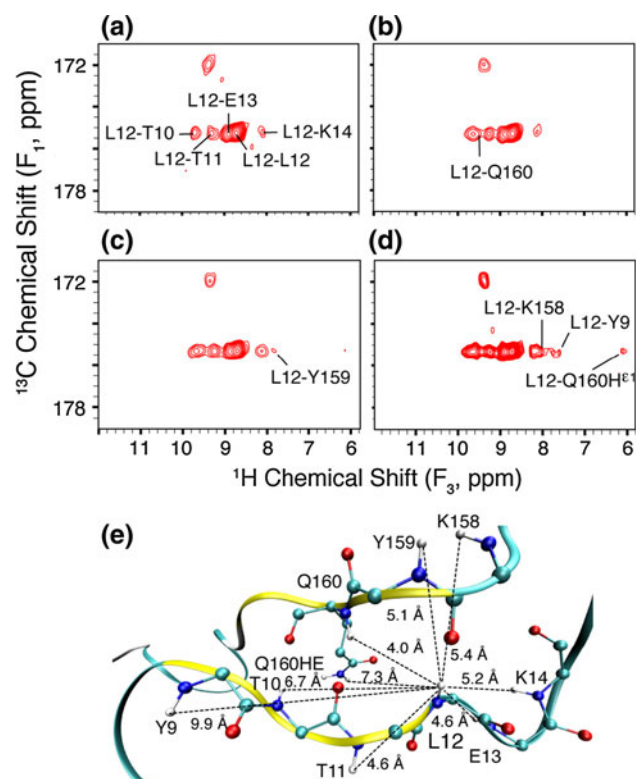 (a)
172
178
L12-E13
L12-T10
L12-K14
L12-T11
L12-L12
(b)
L12-Q160
(c)
172
178
L12-Y159
12 11 10 9 8 7 6
(d)
L12-K158
L12-Y9
L12-Q160Hᵋ¹
10 9 8 7 6
¹³C Chemical Shift (F₁, ppm)
¹H Chemical Shift (F₃, ppm)
(e)
K158
Y159
Q160
5.1 Å
4.0 Å
5.4 Å
Q160HE
7.3 Å
T10 6.7 Å
5.2 Å
K14
Y9
9.9 Å
4.6 Å
L12
E13
T11
4.6 Å